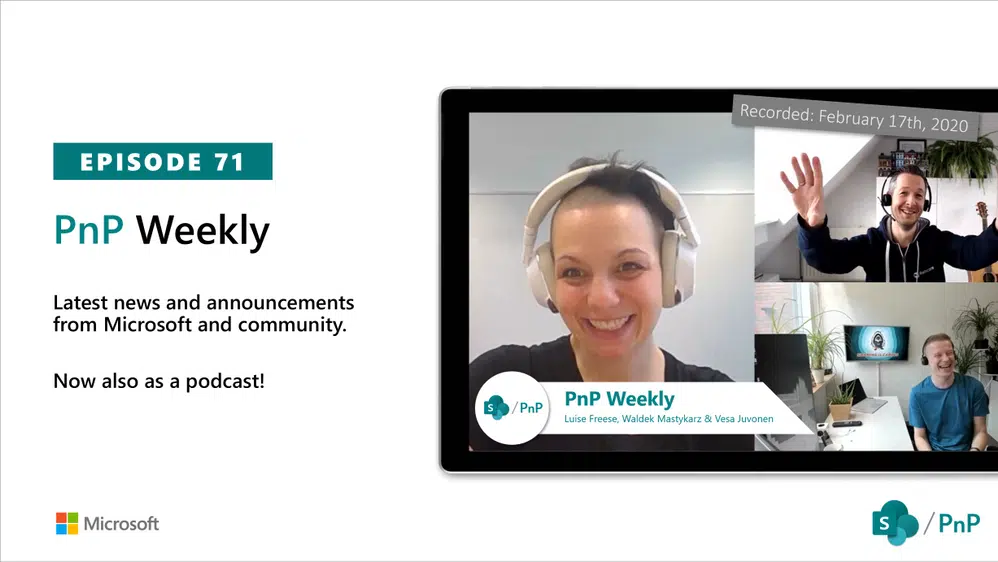 EPISODE 71
PnP Weekly
Latest news and announcements
from Microsoft and community.
Now also as a podcast!
Recorded: February 17th, 2020
S /PnP
PnP Weekly
Luise Freese, Waldek Mastykarz & Vesa Juvonen
Microsoft
S /PnP